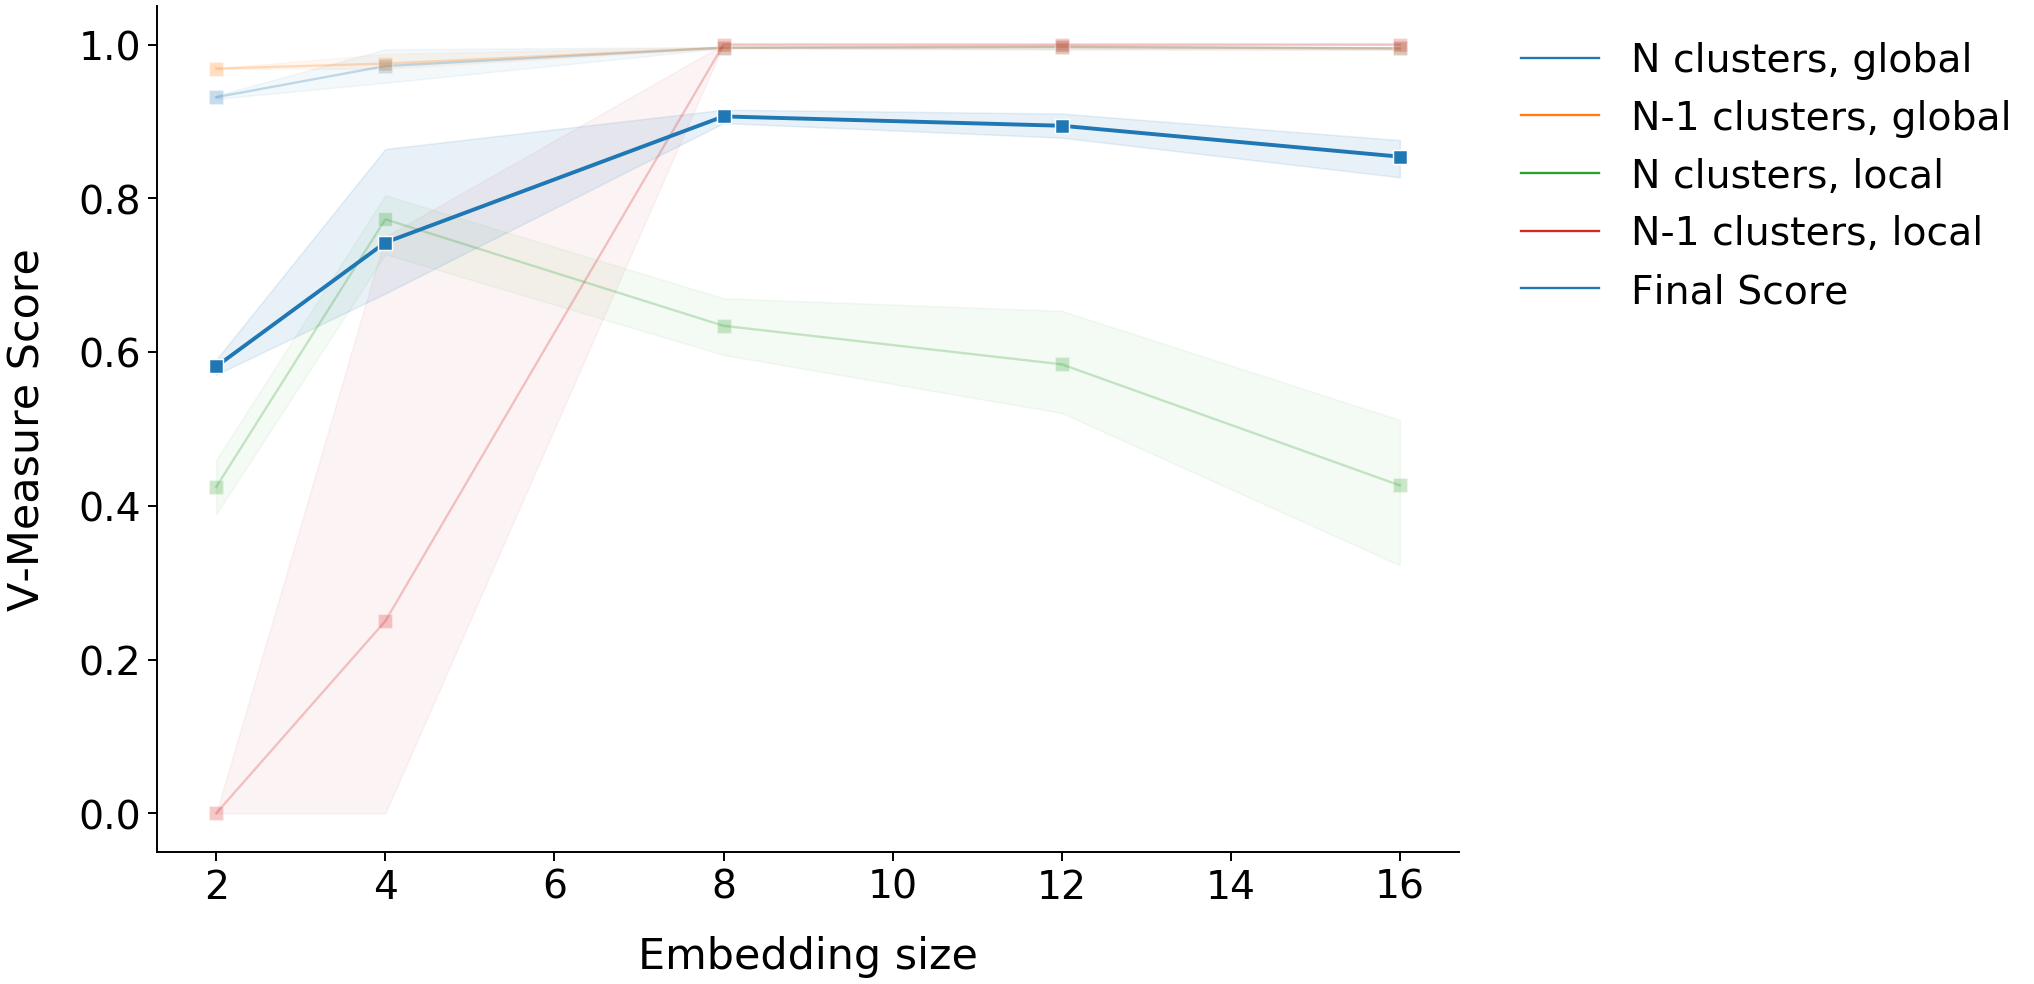 1.0
0.8
0.6
0.4
0.2
0.0
V-Measure Score
2 4 6 8 10 12 14 16
Embedding size
N clusters, global
N-1 clusters, global
N clusters, local
N-1 clusters, local
Final Score